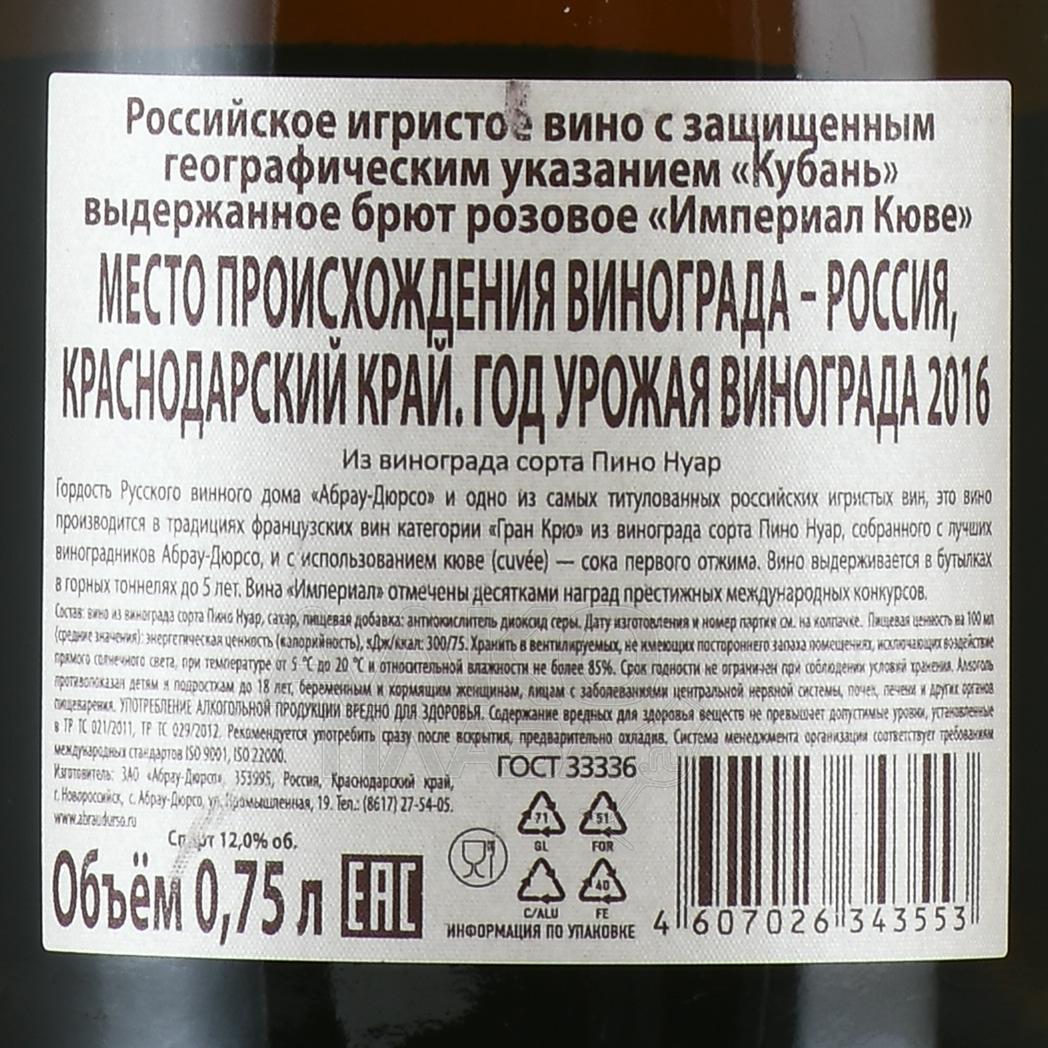 Российское игристое вино с защищенным
географическим указанием «Кубань»
выдержанное брют розовое «Империал Кюве»
МЕСТО ПРОИСХОЖДЕНИЯ ВИНОГРАДА – РОССИЯ,
КРАСНОДАРСКИЙ КРАЙ. ГОД УРОЖАЯ ВИНОГРАДА 2016
Из винограда сорта Пино Нуар
Гордость Русского винного дома «Абрау-Дюрсо» и одно из самых титулованных российских игристых вин, это вино
производится в традициях французских вин категории «Гран Крю» из винограда сорта Пино Нуар, собранного с лучших
виноградников Абрау-Дюрсо, и с использованием кюве (cuvée) — сока первого отжима. Вино выдерживается в бутылках
в горных тоннелях до 5 лет. Вина «Империал» отмечены десятками наград престижных международных конкурсов.
Состав: вино из винограда сорта Пино Нуар, сахар, пищевая добавка: антиокислитель диоксид серы. Дату изготовления и номер партии см. на колпачке. Пищевая ценность на 100 мл
(средние значения): энергетическая ценность (калорийность), кДж/ккал: 300/75. Хранить в вентилируемых, не имеющих постороннего запаха помещениях, исключающих воздействие
прямого солнечного света, при температуре от 5 °С до 20 °С и относительной влажности не более 85%. Срок годности не ограничен при соблюдении условий хранения. Алкоголь
противопоказан детям и подросткам до 18 лет, беременным и кормящим женщинам, лицам с заболеваниями центральной нервной системы, почек, печени и других органов
пищеварения. УПОТРЕБЛЕНИЕ АЛКОГОЛЬНОЙ ПРОДУКЦИИ ВРЕДНО ДЛЯ ЗДОРОВЬЯ. Содержание вредных для здоровья веществ не превышает допустимые уровни, установленные
в ТР ТС 021/2011, ТР ТС 029/2012. Рекомендуется употребить сразу после вскрытия, предварительно охладив. Система менеджмента организации соответствует требованиям
международных стандартов ISO 9001, ISO 22000.
Изготовитель: ЗАО «Абрау-Дюрсо», 353995, Россия, Краснодарский край,
г. Новороссийск, с. Абрау-Дюрсо, ул. Промышленная, 19. Тел.: (8617) 27-54-05.
www.abraudurso.ru
Спирт 12,0% об.
Объём 0,75 л
EAC
ГОСТ 33336
71
GL
51
FOR
C/ALU
40
FE
ИНФОРМАЦИЯ ПО УПАКОВКЕ
4 607026 343553